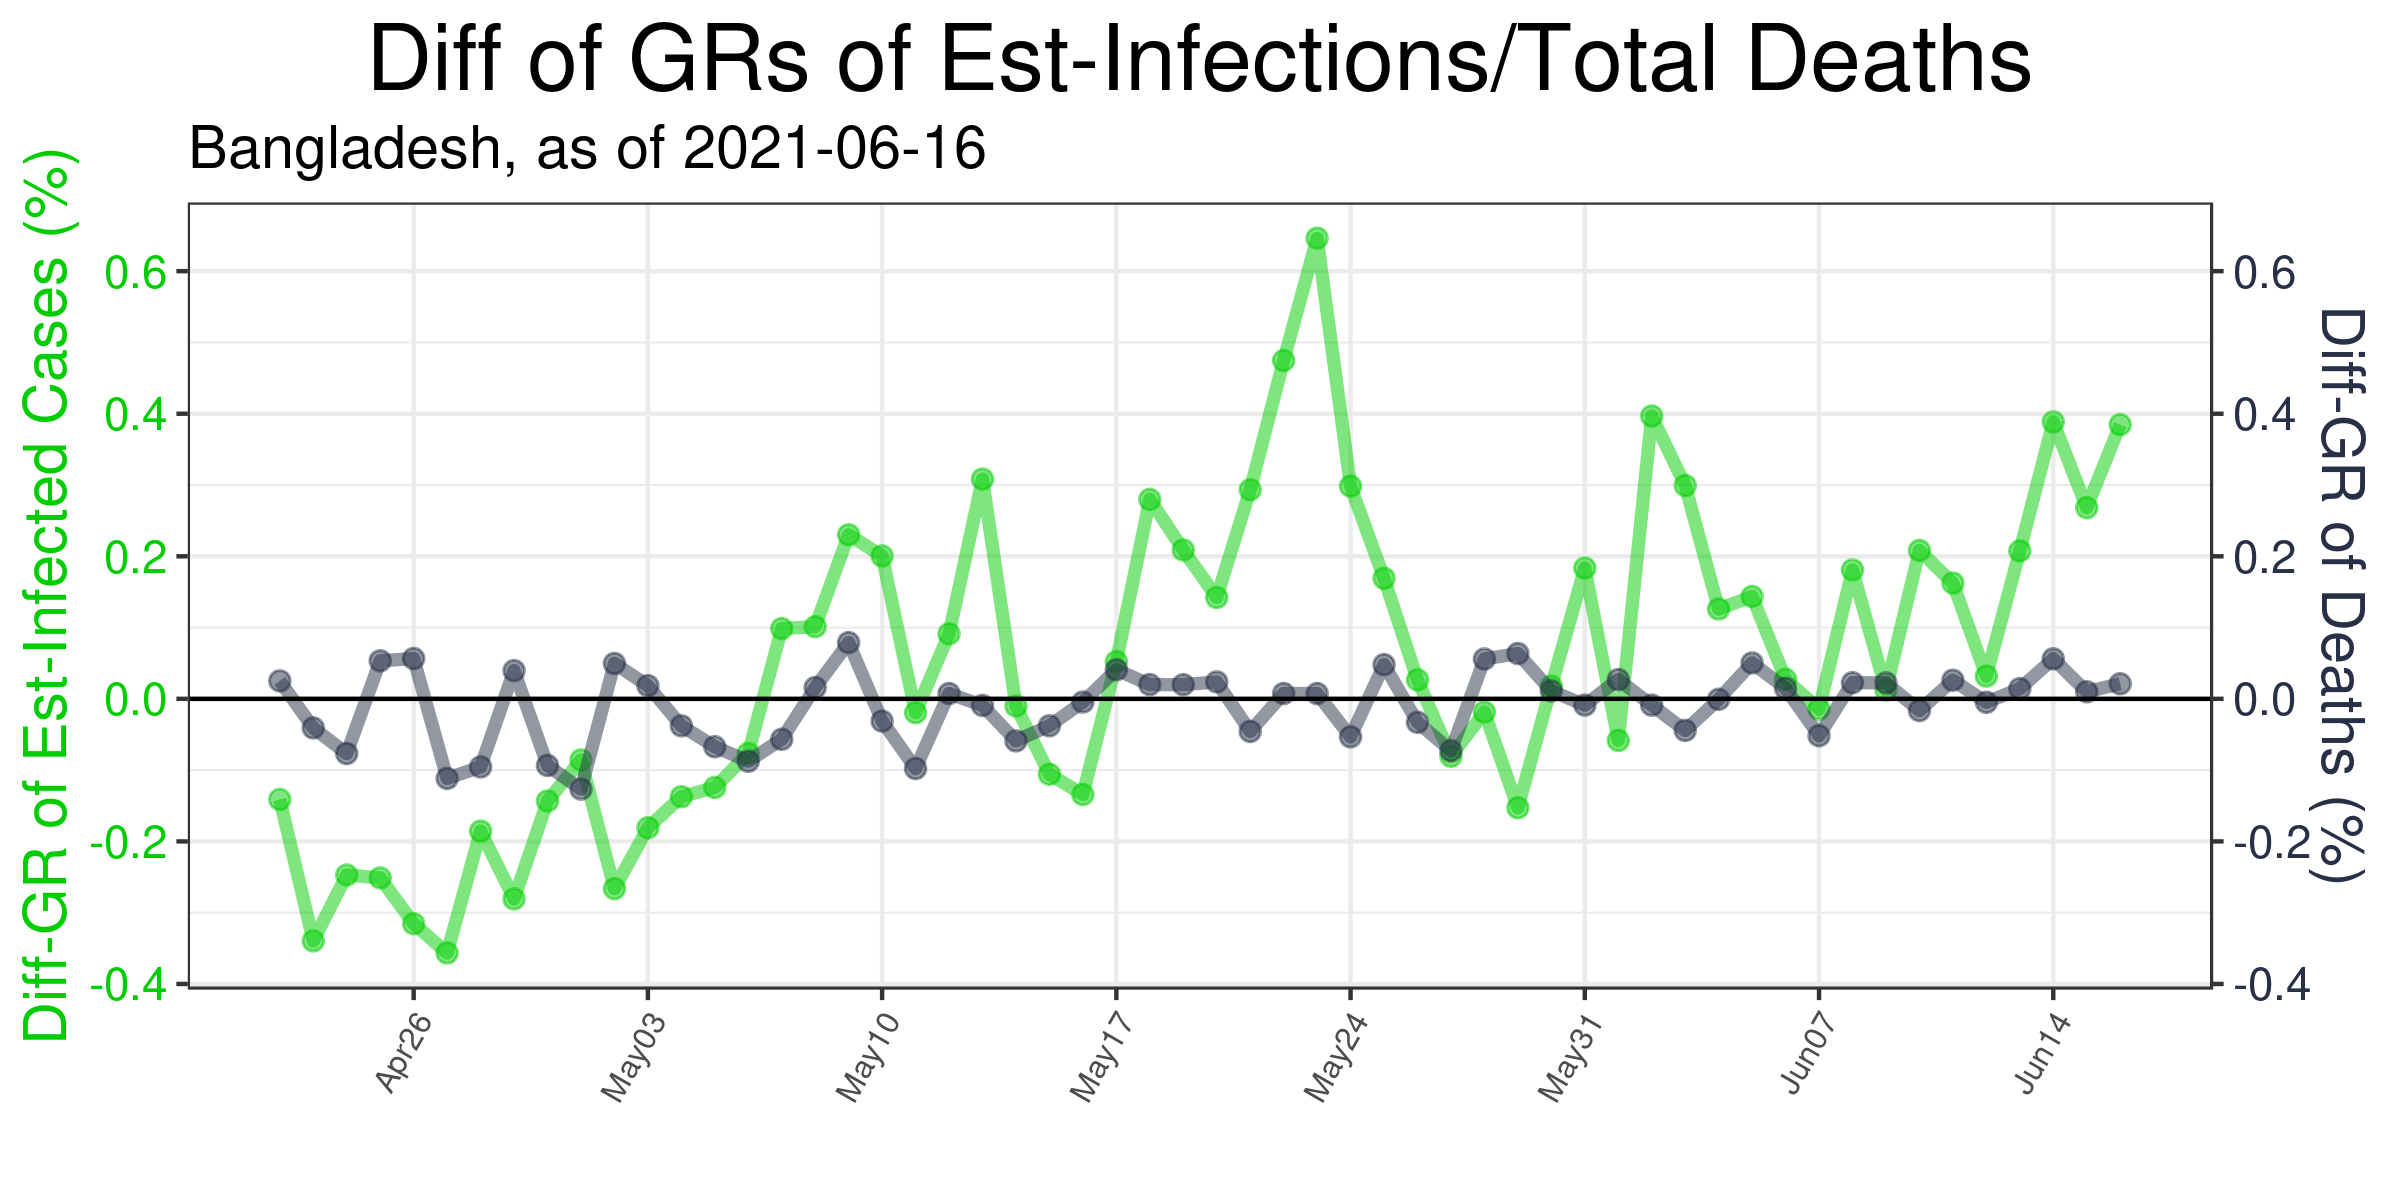 Diff of GRs of Est-Infections/Total Deaths
Bangladesh, as of 2021-06-16
Diff-GR of Est-Infected Cases (%)
0.6
0.4
0.2
0.0
-0.2
-0.4
0.6
0.4
0.2
0.0
-0.2
-0.4
Diff-GR of Deaths (%)
Apr26
May03
May10
May17
May24
May31
Jun07
Jun14